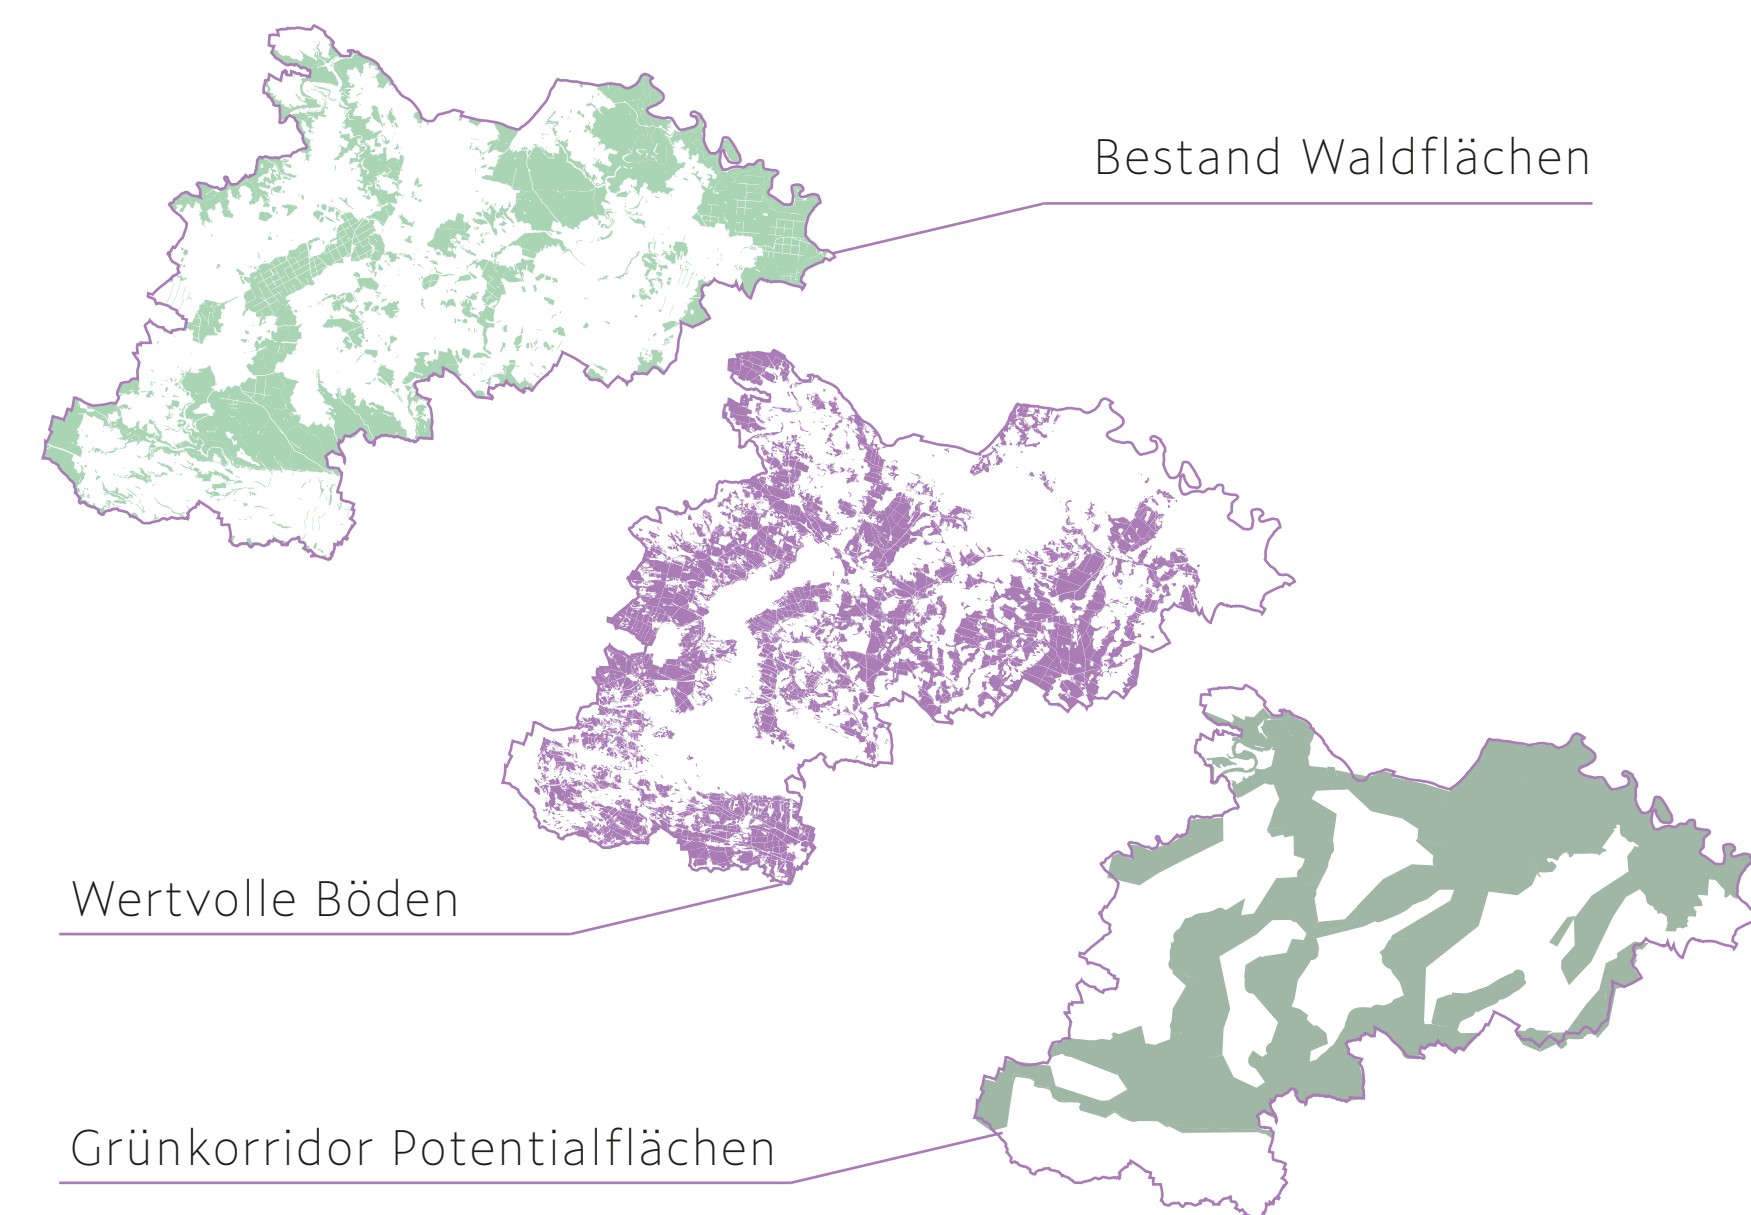 Bestand Waldflächen
Wertvolle Böden
Grünkorridor Potentialflächen